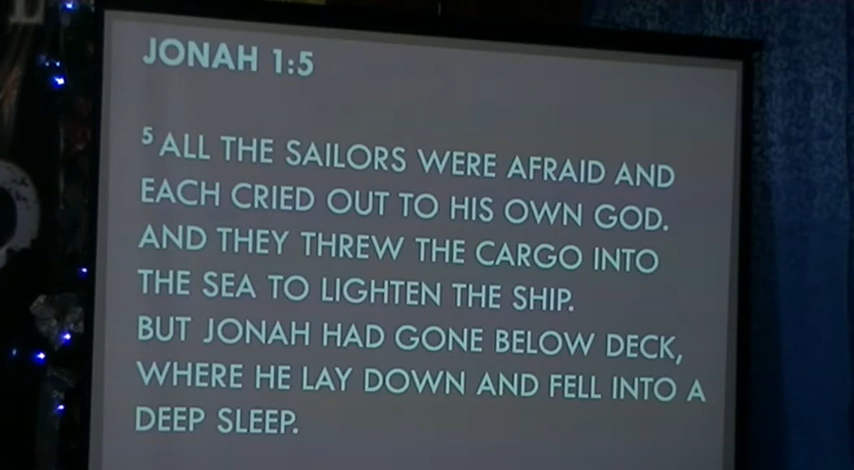 JONAH 1:5
5 ALL THE SAILORS WERE AFRAID AND
EACH CRIED OUT TO HIS OWN GOD.
AND THEY THREW THE CARGO INTO
THE SEA TO LIGHTEN THE SHIP.
BUT JONAH HAD GONE BELOW DECK,
WHERE HE LAY DOWN AND FELL INTO A
DEEP SLEEP.